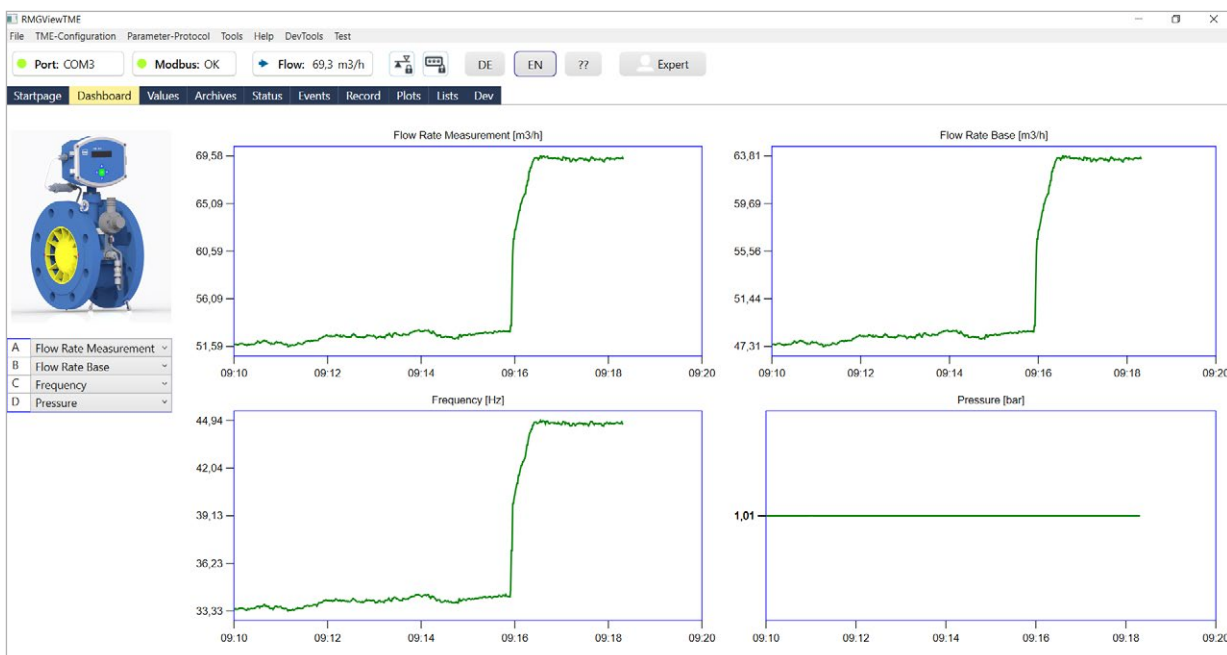 RMGViewTME
File TME-Configuration Parameter-Protocol Tools Help DevTools Test
Port: COM3 Modbus: OK Flow: 69,3 m3/h DE EN ?? Expert
Startpage Dashboard Values Archives Status Events Record Plots Lists Dev
A Flow Rate Measurement
B Flow Rate Base
C Frequency
D Pressure
Flow Rate Measurement [m3/h]
69,58
65,09
60,59
56,09
51,59
09:10 09:12 09:14 09:16 09:18 09:20
Flow Rate Base [m3/h]
63,81
59,69
55,56
51,44
47,31
09:10 09:12 09:14 09:16 09:18 09:20
Frequency [Hz]
44,94
42,04
39,13
36,23
33,33
09:10 09:12 09:14 09:16 09:18 09:20
Pressure [bar]
1,01
09:10 09:12 09:14 09:16 09:18 09:20